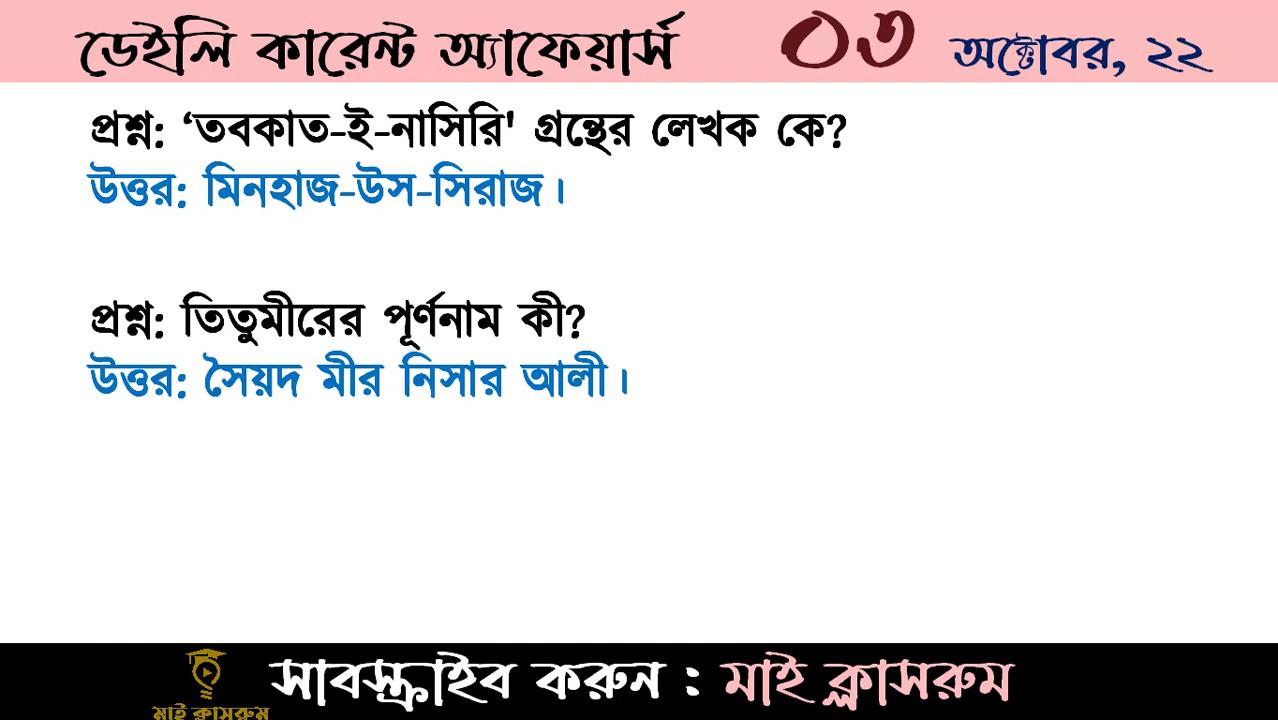 ডেইলি কারেন্ট অ্যাফেয়ার্স ০৩ অক্টোবর, ২২
প্রশ্ন: ‘তবকাত-ই-নাসিরি' গ্রন্থের লেখক কে?
উত্তর: মিনহাজ-উস-সিরাজ।
প্রশ্ন: তিতুমীরের পূর্ণনাম কী?
উত্তর: সৈয়দ মীর নিসার আলী।
সাবস্ক্রাইব করুন : মাই ক্লাসরুম
মাই ক্লাসরুম